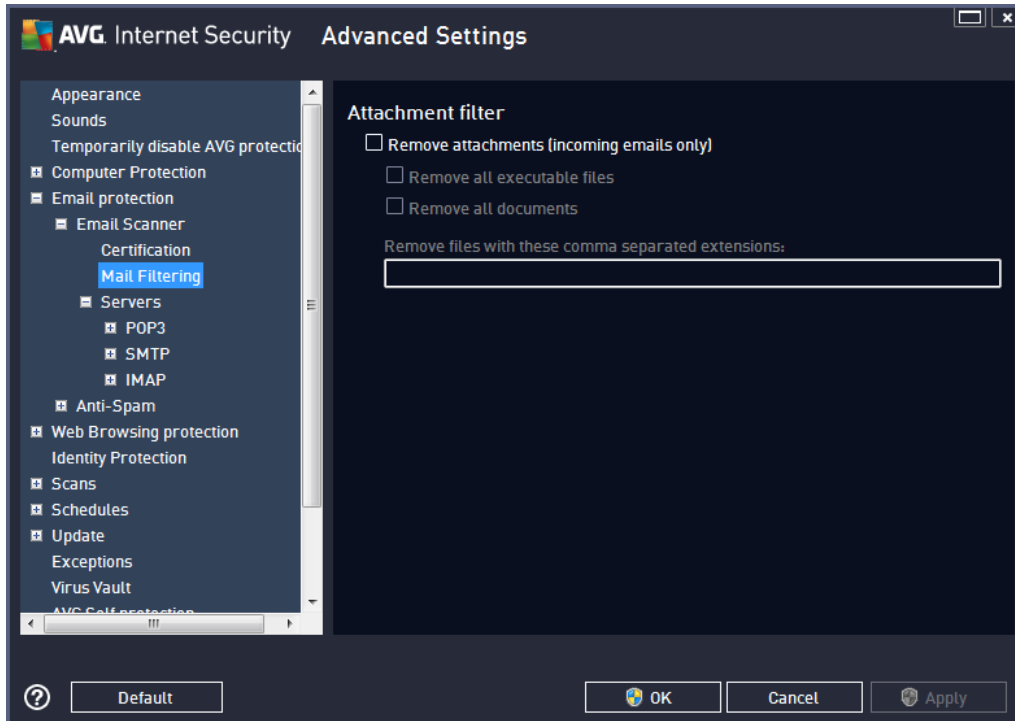 AVG. Internet Security Advanced Settings
Appearance
Sounds
Temporarily disable AVG protectio
Computer Protection
Email protection
Email Scanner
Certification
Mail Filtering
Servers
POP3
SMTP
IMAP
Anti-Spam
Web Browsing protection
Identity Protection
Scans
Schedules
Update
Exceptions
Virus Vault
AVG Self protection
Attachment filter
Remove attachments (incoming emails only)
Remove all executable files
Remove all documents
Remove files with these comma separated extensions:
? Default OK Cancel Apply